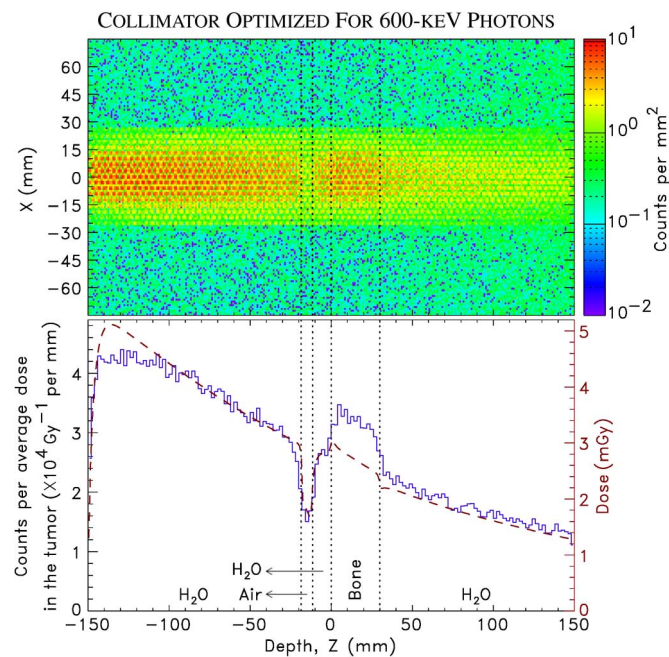 COLLIMATOR OPTIMIZED FOR 600-KEV PHOTONS
75
60
45
30
15
0
−15
−30
−45
−60
X (mm)
10^1
10^0
10^−1
10^−2
Counts per mm^2
4
3
2
1
0
Counts per average dose
in the tumor (×10^4 Gy^−1 per mm)
5
4
3
2
1
0
Dose (mGy)
H2O
Air
H2O
Bone
H2O
−150
−100
−50
0
50
100
150
Depth, Z (mm)